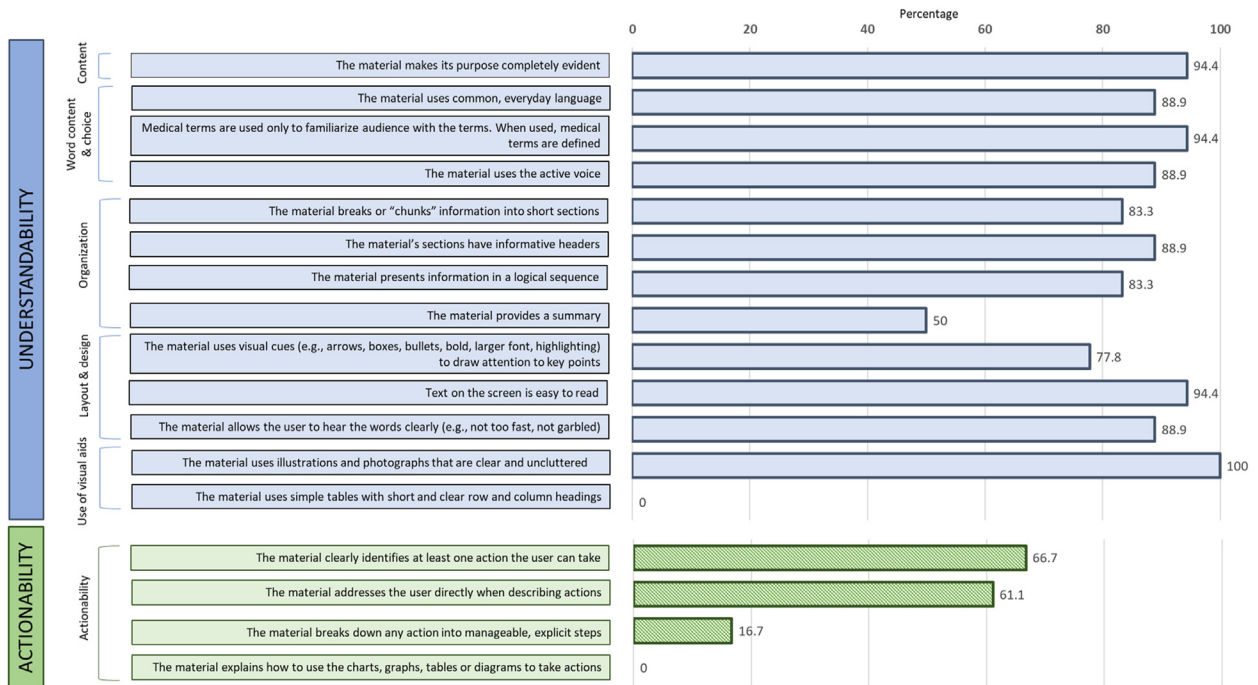 Percentage
0 20 40 60 80 100
UNDERSTANDABILITY
Content
The material makes its purpose completely evident
94.4
Word content
& choice
The material uses common, everyday language
88.9
Medical terms are used only to familiarize audience with the terms. When used, medical
terms are defined
94.4
The material uses the active voice
88.9
Organization
The material breaks or “chunks” information into short sections
83.3
The material’s sections have informative headers
88.9
The material presents information in a logical sequence
83.3
The material provides a summary
50
Layout & design
The material uses visual cues (e.g., arrows, boxes, bullets, bold, larger font, highlighting)
to draw attention to key points
77.8
Text on the screen is easy to read
94.4
The material allows the user to hear the words clearly (e.g., not too fast, not garbled)
88.9
Use of visual aids
The material uses illustrations and photographs that are clear and uncluttered
100
The material uses simple tables with short and clear row and column headings
0
ACTIONABILITY
Actionability
The material clearly identifies at least one action the user can take
66.7
The material addresses the user directly when describing actions
61.1
The material breaks down any action into manageable, explicit steps
16.7
The material explains how to use the charts, graphs, tables or diagrams to take actions
0